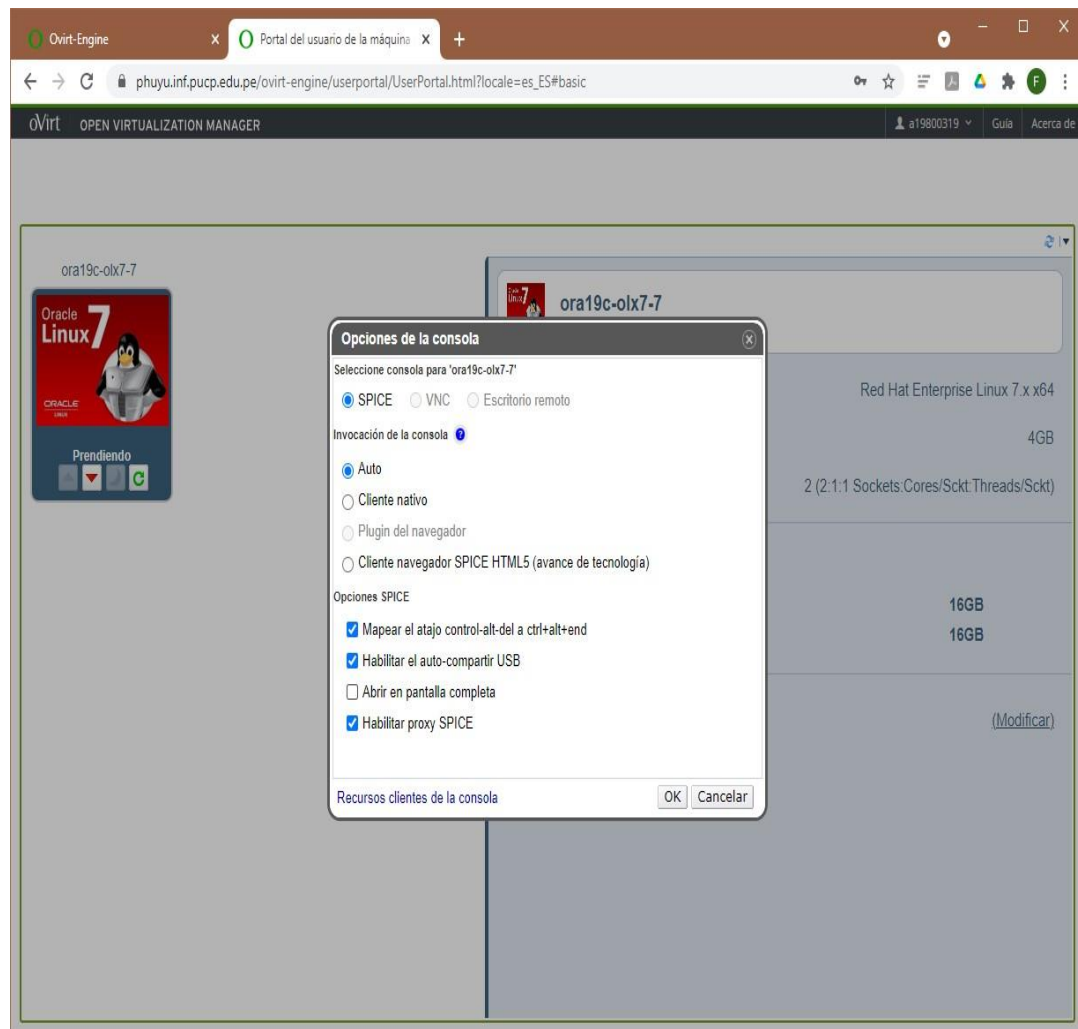 Ovirt-Engine
Portal del usuario de la máquina
phuyu.inf.pucp.edu.pe/ovirt-engine/userportal/UserPortal.html?locale=es_ES#basic
F
oVirt OPEN VIRTUALIZATION MANAGER
a19800319
Guía
Acerca de
ora19c-olx7-7
Oracle
Linux 7
ORACLE
LINUX
Prendiendo
Linux 7
ora19c-olx7-7
Red Hat Enterprise Linux 7.x x64
4GB
2 (2:1:1 Sockets:Cores/Sckt:Threads/Sckt)
16GB
16GB
(Modificar)
Opciones de la consola
Seleccione consola para 'ora19c-olx7-7'
SPICE
VNC
Escritorio remoto
Invocación de la consola ?
Auto
Cliente nativo
Plugin del navegador
Cliente navegador SPICE HTML5 (avance de tecnología)
Opciones SPICE
Mapear el atajo control-alt-del a ctrl+alt+end
Habilitar el auto-compartir USB
Abrir en pantalla completa
Habilitar proxy SPICE
Recursos clientes de la consola
OK
Cancelar